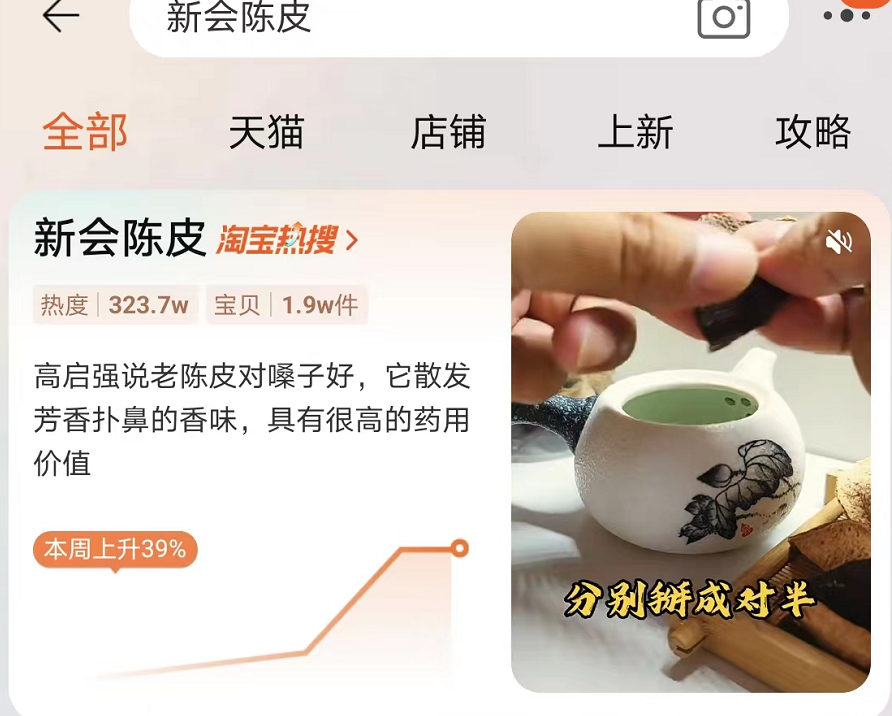 新会陈皮
全部 天猫 店铺 上新 攻略
新会陈皮 淘宝热搜
热度 323.7w 宝贝 1.9w件
高启强说老陈皮对嗓子好，它散发
芳香扑鼻的香味，具有很高的药用
价值
本周上升39%
分别掰成对半